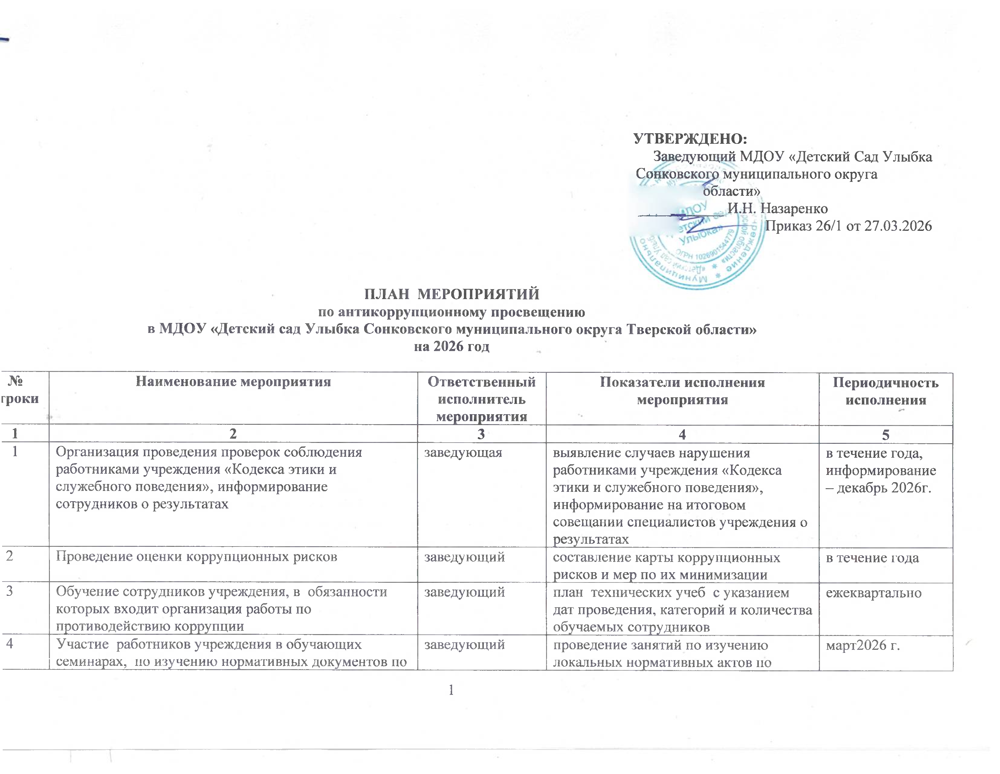 УТВЕРЖДЕНО:
Заведующий МДОУ «Детский Сад Улыбка
Сонковского муниципального округа
области»
И.Н. Назаренко
Приказ 26/1 от 27.03.2026
МДОУ
Улыбка»
ОГРН 1026901544779
ПЛАН МЕРОПРИЯТИЙ
по антикоррупционному просвещению
в МДОУ «Детский сад Улыбка Сонковского муниципального округа Тверской области»
на 2026 год
№
троки
Наименование мероприятия
Ответственный
исполнитель
мероприятия
Показатели исполнения
мероприятия
Периодичность
исполнения
1
2
3
4
5
1
Организация проведения проверок соблюдения
работниками учреждения «Кодекса этики и
служебного поведения», информирование
сотрудников о результатах
заведующая
выявление случаев нарушения
работниками учреждения «Кодекса
этики и служебного поведения»,
информирование на итоговом
совещании специалистов учреждения о
результатах
в течение года,
информирование
– декабрь 2026г.
2
Проведение оценки коррупционных рисков
заведующий
составление карты коррупционных
рисков и мер по их минимизации
в течение года
3
Обучение сотрудников учреждения, в обязанности
которых входит организация работы по
противодействию коррупции
заведующий
план технических учеб с указанием
дат проведения, категорий и количества
обучаемых сотрудников
ежеквартально
4
Участие работников учреждения в обучающих
семинарах, по изучению нормативных документов по
заведующий
проведение занятий по изучению
локальных нормативных актов по
март2026 г.
1